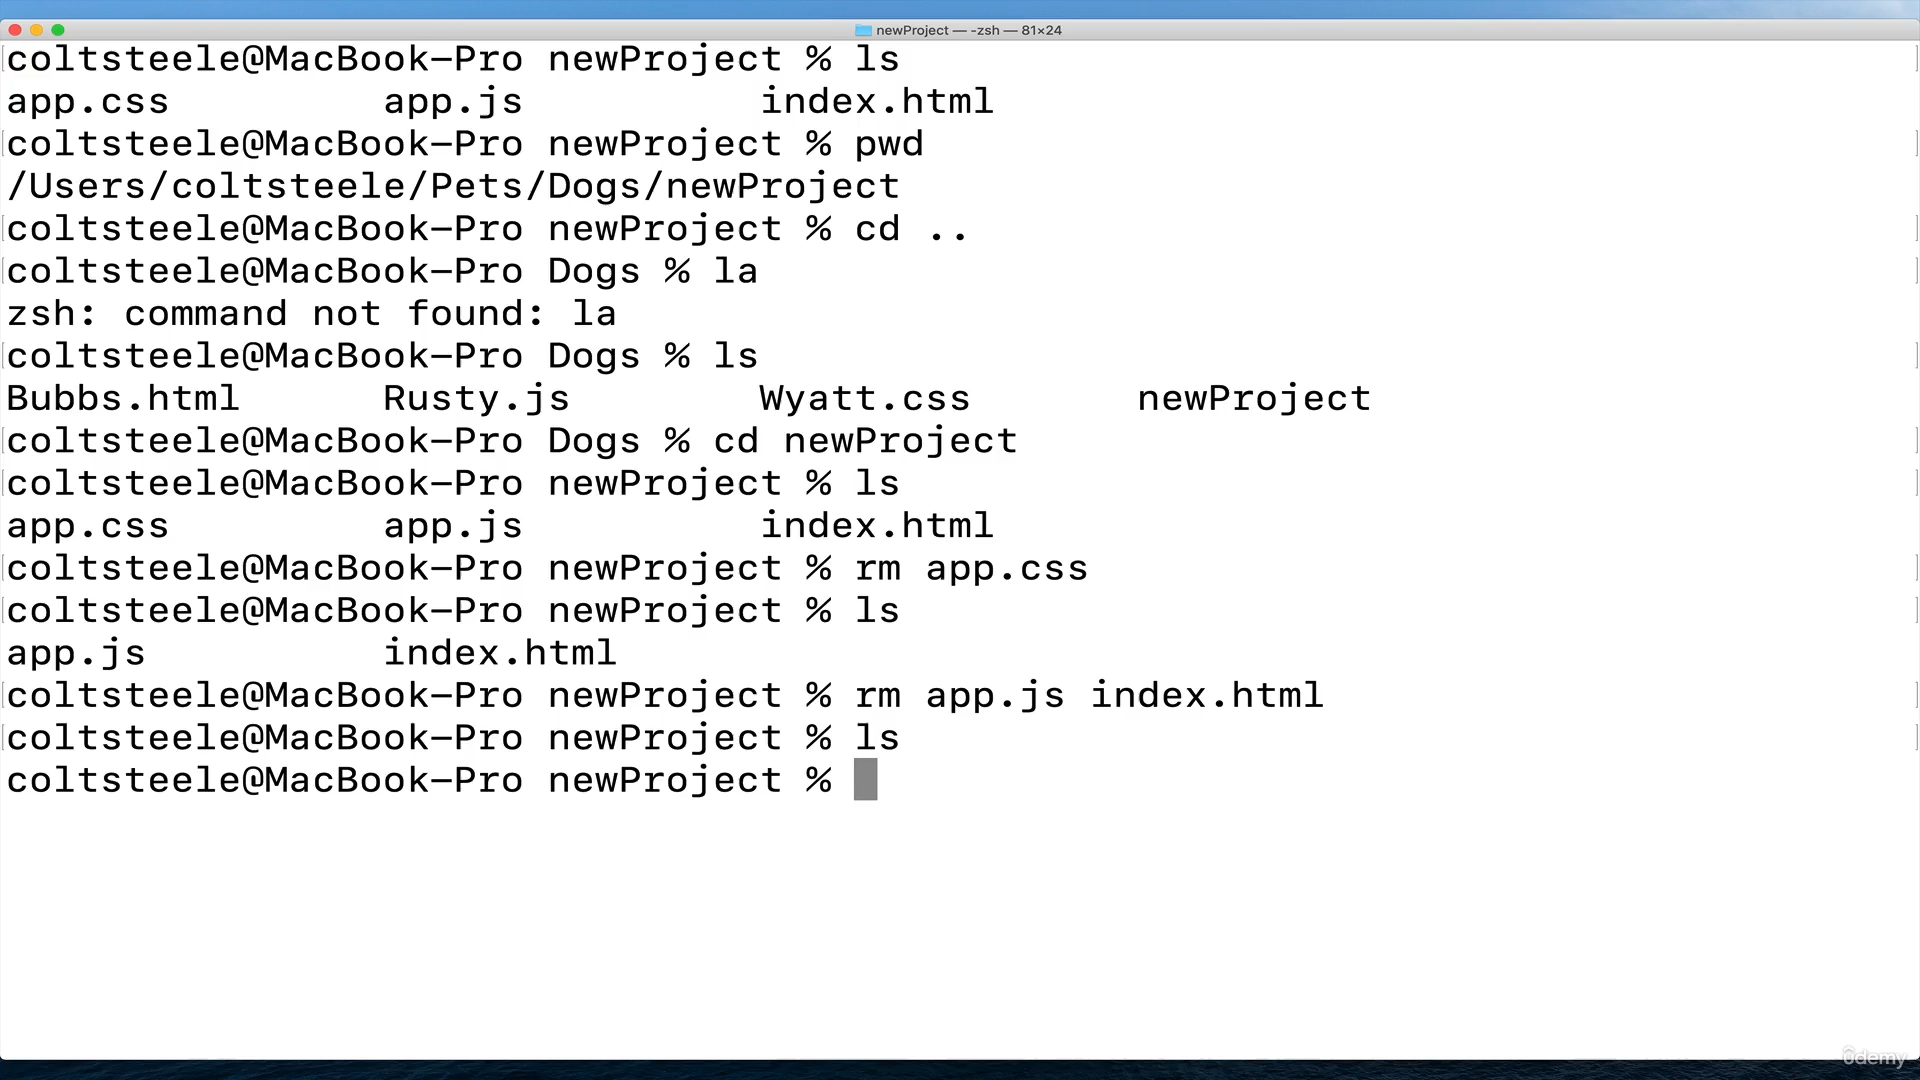 newProject — -zsh — 81×24
coltsteele@MacBook-Pro newProject % ls
app.css app.js index.html
coltsteele@MacBook-Pro newProject % pwd
/Users/coltsteele/Pets/Dogs/newProject
coltsteele@MacBook-Pro newProject % cd ..
coltsteele@MacBook-Pro Dogs % la
zsh: command not found: la
coltsteele@MacBook-Pro Dogs % ls
Bubbs.html Rusty.js Wyatt.css newProject
coltsteele@MacBook-Pro Dogs % cd newProject
coltsteele@MacBook-Pro newProject % ls
app.css app.js index.html
coltsteele@MacBook-Pro newProject % rm app.css
coltsteele@MacBook-Pro newProject % ls
app.js index.html
coltsteele@MacBook-Pro newProject % rm app.js index.html
coltsteele@MacBook-Pro newProject % ls
coltsteele@MacBook-Pro newProject %
Udemy